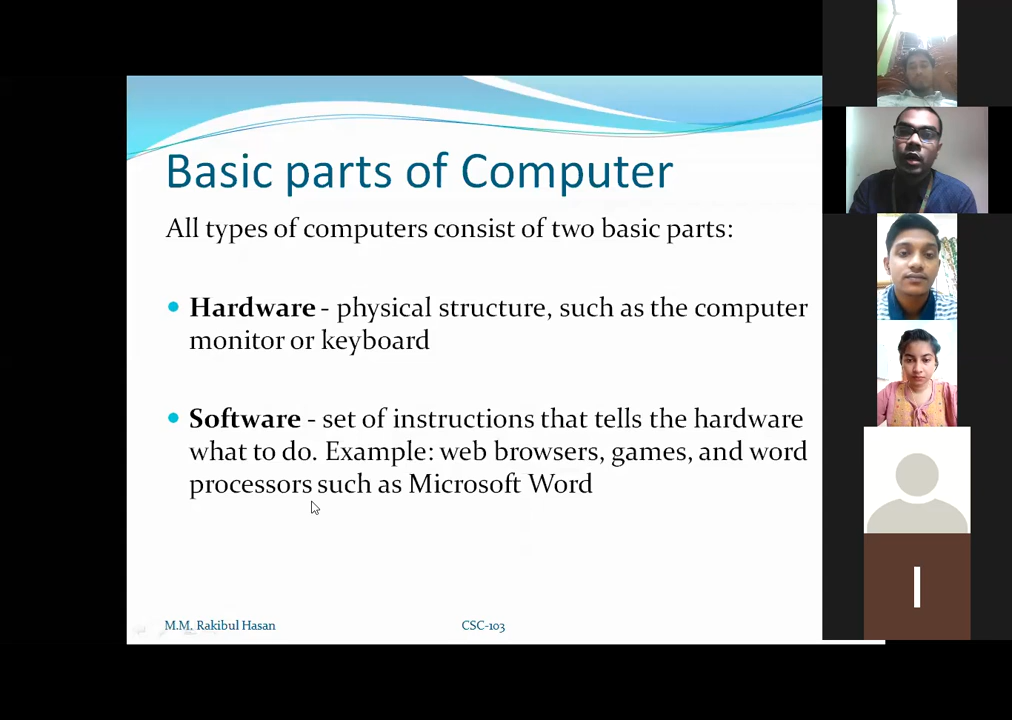 Basic parts of Computer
All types of computers consist of two basic parts:
Hardware - physical structure, such as the computer
monitor or keyboard
Software - set of instructions that tells the hardware
what to do. Example: web browsers, games, and word
processors such as Microsoft Word
M.M. Rakibul Hasan
CSC-103
I